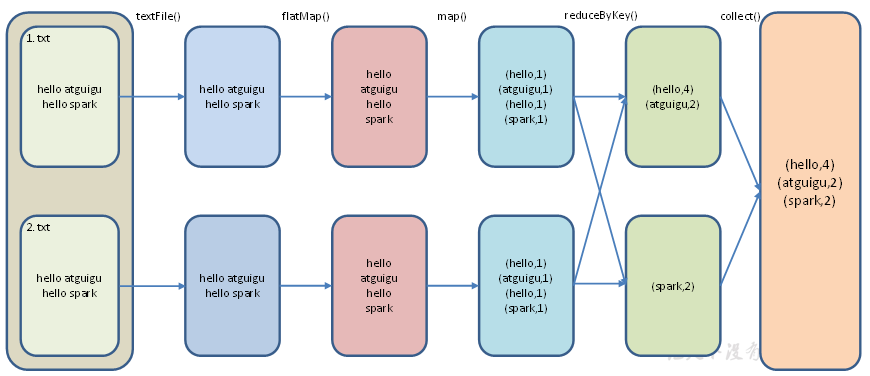 textFile()
flatMap()
map()
reduceByKey()
collect()
1. txt
hello atguigu
hello spark
hello atguigu
hello spark
hello
atguigu
hello
spark
(hello,1)
(atguigu,1)
(hello,1)
(spark,1)
(hello,4)
(atguigu,2)
(hello,4)
(atguigu,2)
(spark,2)
2. txt
hello atguigu
hello spark
hello atguigu
hello spark
hello
atguigu
hello
spark
(hello,1)
(atguigu,1)
(hello,1)
(spark,1)
(spark,2)